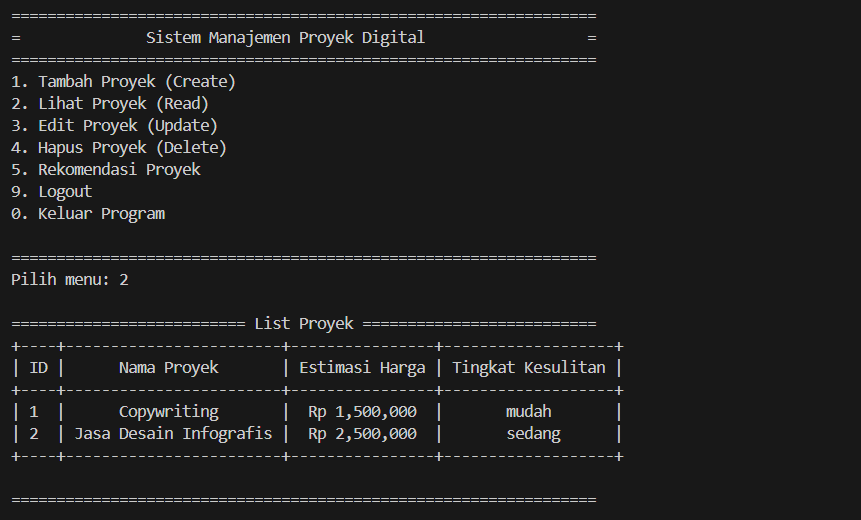 =================================================================
=              Sistem Manajemen Proyek Digital                  =
=================================================================
1. Tambah Proyek (Create)
2. Lihat Proyek (Read)
3. Edit Proyek (Update)
4. Hapus Proyek (Delete)
5. Rekomendasi Proyek
9. Logout
0. Keluar Program
=================================================================
Pilih menu: 2
========================== List Proyek ==========================
+----+------------------------+----------------+-------------------+
| ID |      Nama Proyek       | Estimasi Harga | Tingkat Kesulitan |
+----+------------------------+----------------+-------------------+
| 1  |      Copywriting       |  Rp 1,500,000  |       mudah       |
| 2  | Jasa Desain Infografis |  Rp 2,500,000  |       sedang      |
+----+------------------------+----------------+-------------------+
=================================================================